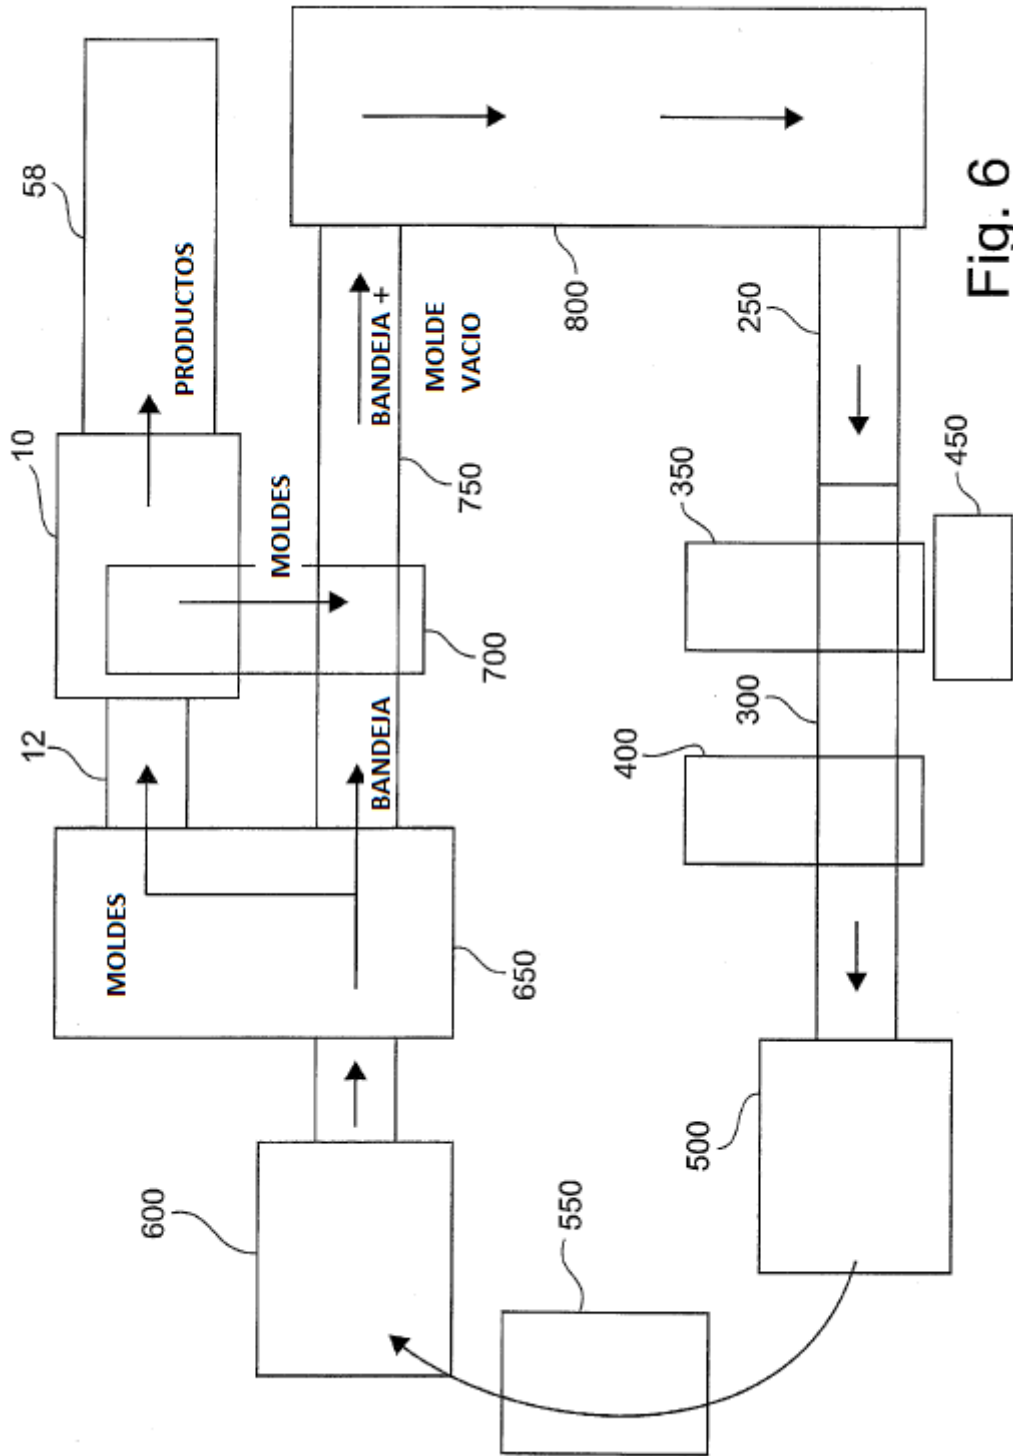 12
10
58
MOLDES
600
PRODUCTOS
MOLDES
BANDEJA
BANDEJA +
MOLDE
VACIO
750
700
650
550
800
400
350
500
300
250
450
Fig. 6